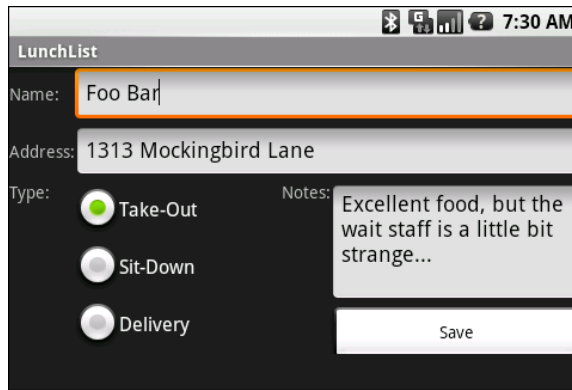 7:30 AM
LunchList
Name: Foo Bar
Address: 1313 Mockingbird Lane
Type:
Take-Out
Sit-Down
Delivery
Notes:
Excellent food, but the
wait staff is a little bit
strange...
Save